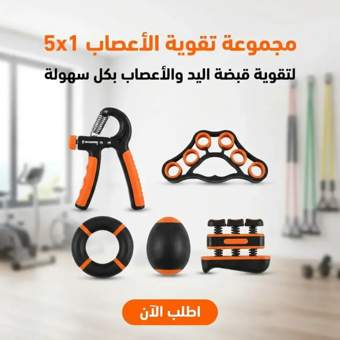 مجموعة تقوية الأعصاب 5x1
لتقوية قبضة اليد والأعصاب بكل سهولة
اطلب الآن